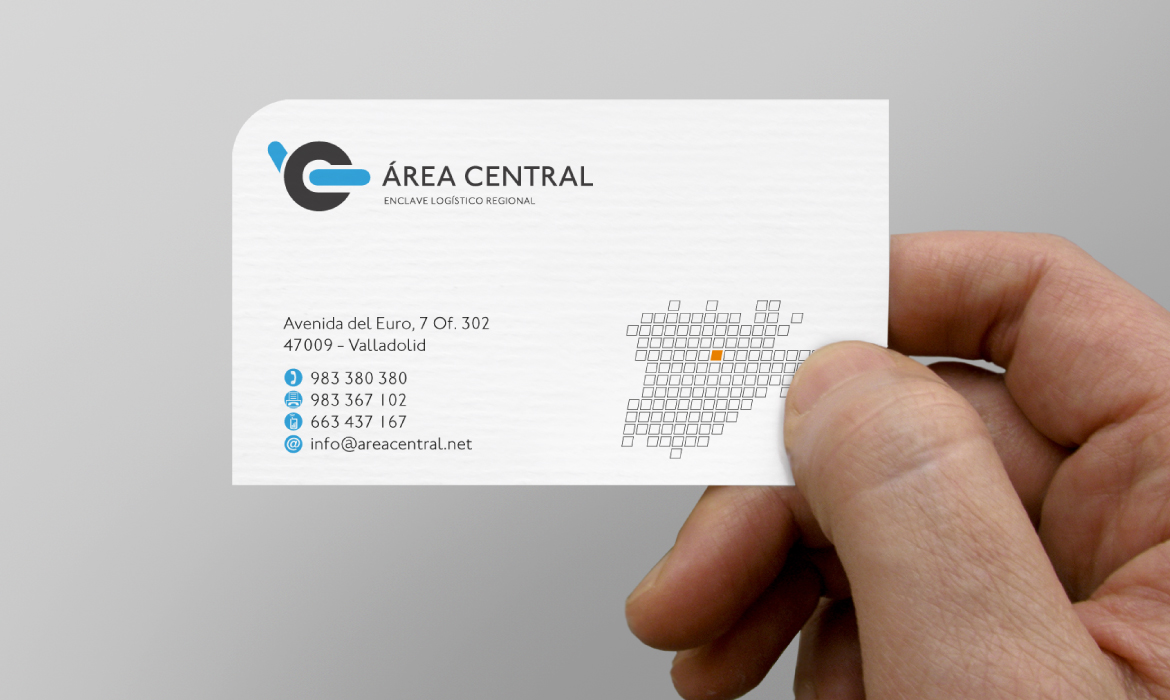 ÁREA CENTRAL
ENCLAVE LOGÍSTICO REGIONAL
Avenida del Euro, 7 Of. 302
47009 - Valladolid
983 380 380
983 367 102
663 437 167
info@areacentral.net